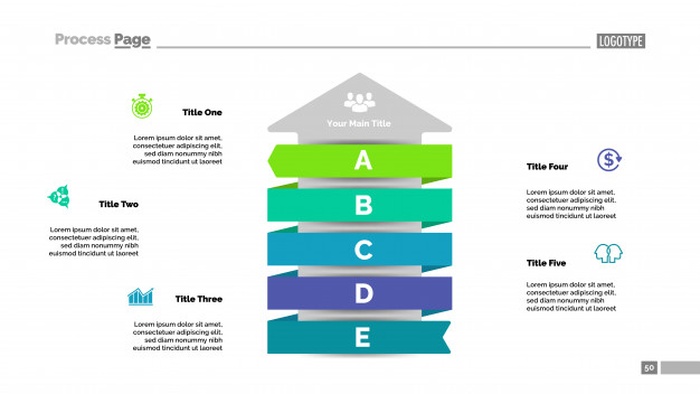 Process Page
LOGOTYPE
Your Main Title
A
B
C
D
E
Title One
Lorem ipsum dolor sit amet,
consectetuer adipiscing elit,
sed diam nonummy nibh
euismod tincidunt ut laoreet
Title Two
Lorem ipsum dolor sit amet,
consectetuer adipiscing elit,
sed diam nonummy nibh
euismod tincidunt ut laoreet
Title Three
Lorem ipsum dolor sit amet,
consectetuer adipiscing elit,
sed diam nonummy nibh
euismod tincidunt ut laoreet
Title Four
$
Lorem ipsum dolor sit amet,
consectetuer adipiscing elit,
sed diam nonummy nibh
euismod tincidunt ut laoreet
Title Five
Lorem ipsum dolor sit amet,
consectetuer adipiscing elit,
sed diam nonummy nibh
euismod tincidunt ut laoreet
50